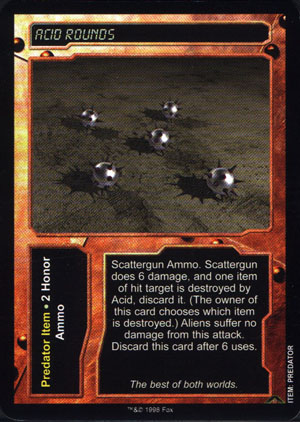 ACID ROUNDS
Scattergun Ammo. Scattergun
does 6 damage, and one item
of hit target is destroyed by
Acid, discard it. (The owner of
this card chooses which item
is destroyed.) Aliens suffer no
damage from this attack.
Discard this card after 6 uses.
The best of both worlds.
Predator Item • 2 Honor
Ammo
ITEM: PREDATOR
™&© 1998 Fox